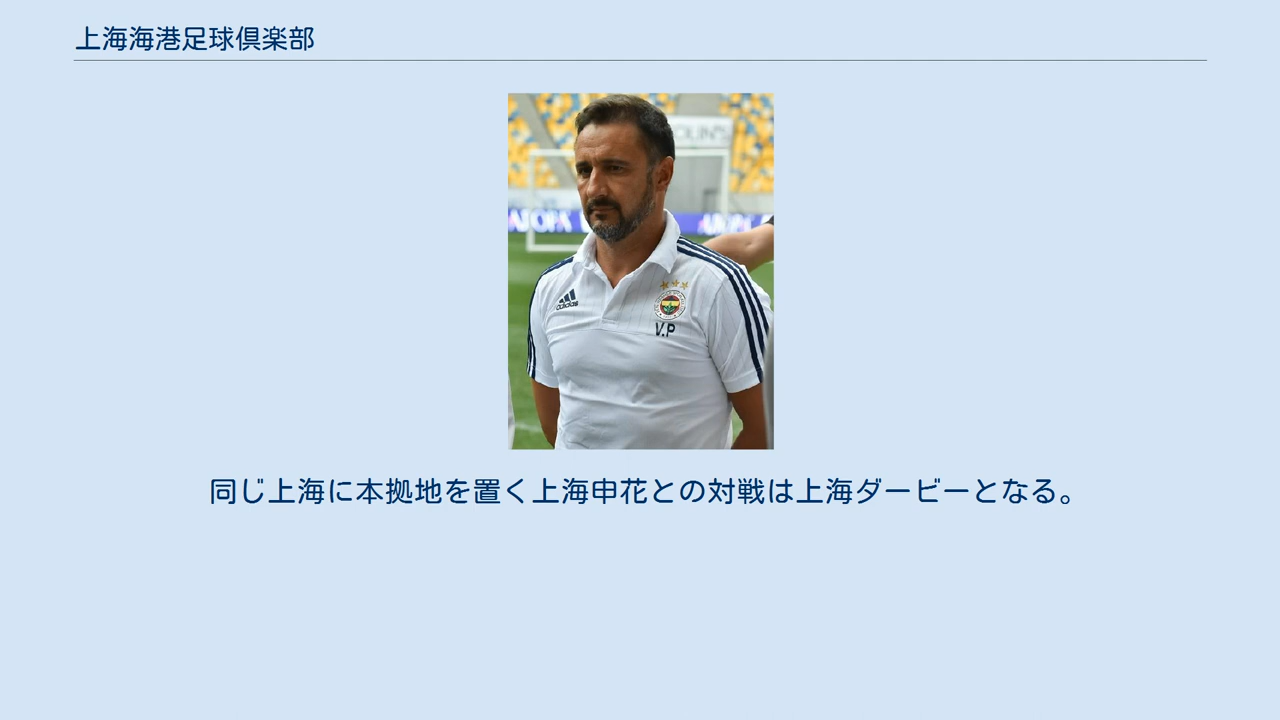 上海海港足球倶楽部
adidas
V.P
同じ上海に本拠地を置く上海申花との対戦は上海ダービーとなる。